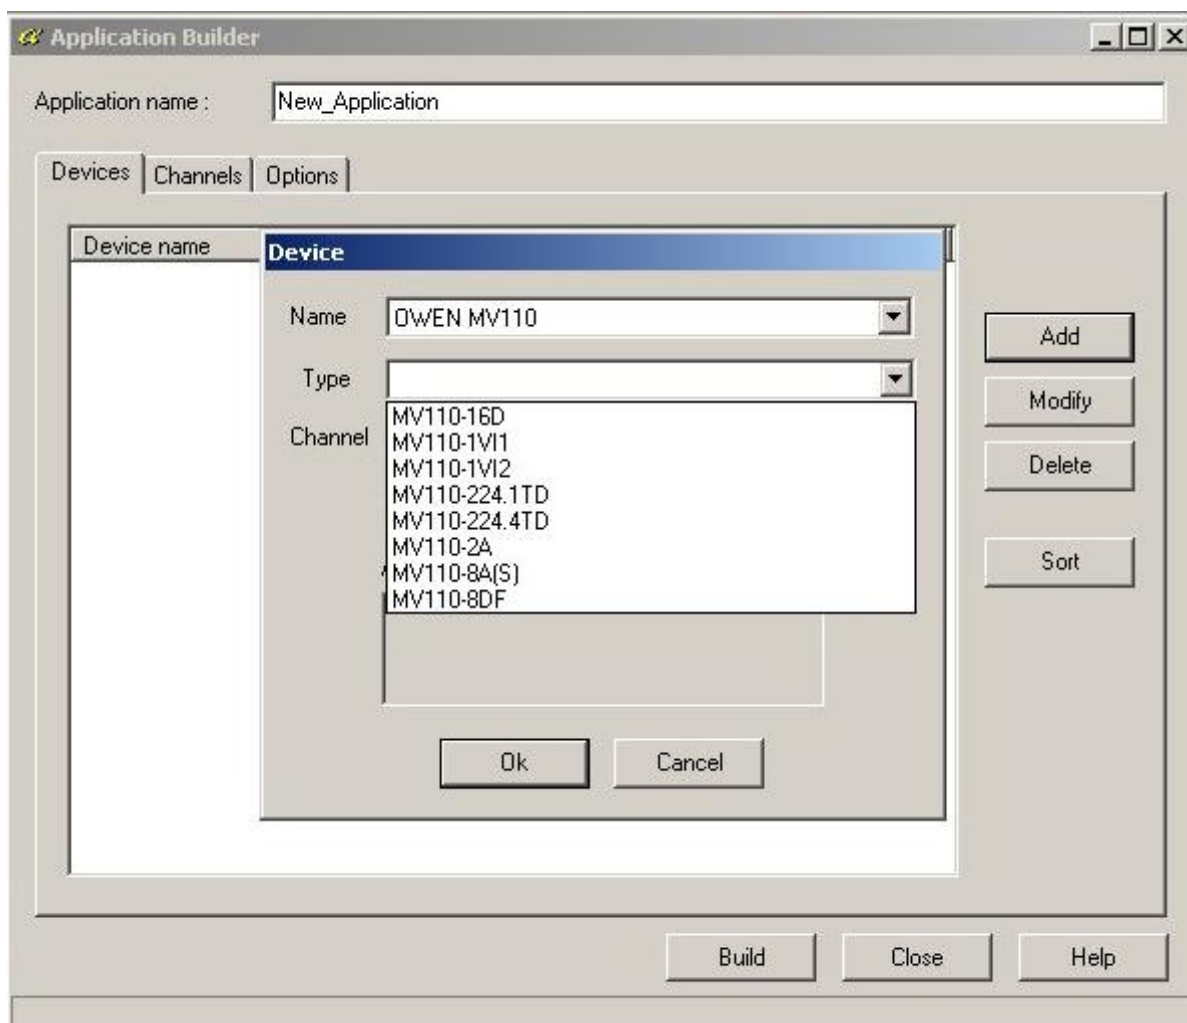 Application Builder
Application name :
New_Application
Devices
Channels
Options
Device name
Device
Name
OWEN MV110
Type
Channel
MV110-16D
MV110-1VI1
MV110-1VI2
MV110-224.1TD
MV110-224.4TD
MV110-2A
MV110-8A(S)
MV110-8DF
Ok
Cancel
Add
Modify
Delete
Sort
Build
Close
Help